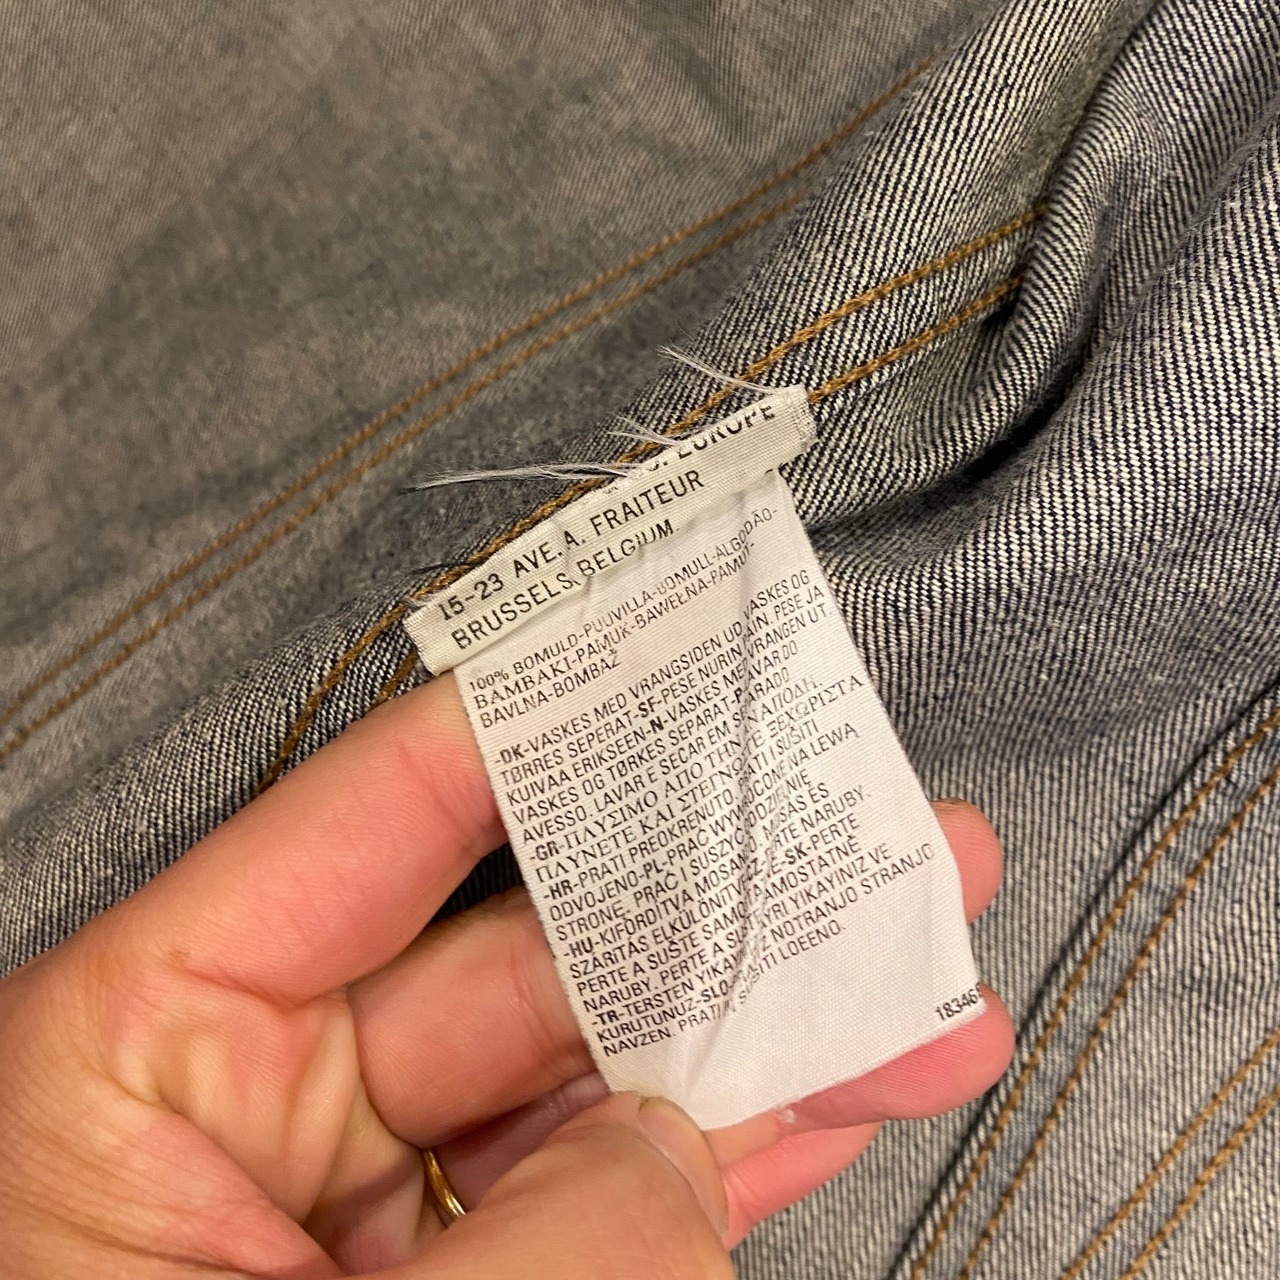 EUROPE
15-23 AVE. A. FRAITEUR
BRUSSELS, BELGIUM
100% BOMULD-PUUVILLA-BOMULL-ALGODÃO-
BAMBAKI-PAMUK-BAWEŁNA-PAMUT-
BAVLNA-BOMBAŽ
-DK-VASKES MED VRANGSIDEN UD. VASKES OG
TØRRES SEPERAT-SF-PESE NURIN PÄIN. PESE JA
KUIVAA ERIKSEEN-N-VASKES MED VRANGEN UT.
VASKES OG TØRKES SEPARAT-P-LAVAR DO
AVESSO. LAVAR E SECAR EM SEPARADO
-GR-ΠΛΥΣΙΜΟ ΑΠΟ ΤΗΝ ΑΝΑΠΟΔΗ
ΠΛΥΝΕΤΕ ΚΑΙ ΣΤΕΓΝΩΣΤΕ ΞΕΧΩΡΙΣΤΑ
-HR-PRATI PREOKRENUTO. PRATI I SUŠITI
ODVOJENO-PL-PRAĆ WYWRÓCONE NA LEWĄ
STRONĘ, PRAĆ I SUSZYĆ ODDZIELNIE
-HU-KIFORDÍTVA MOSANDÓ. MOSÁS ÉS
SZÁRÍTÁS ELKÜLÖNÍTVE PERTE NARUBY.
PERTE A SUŠTE SAMOSTATNĚ-SK-PERTE
NARUBY. PERTE A SUŠTE SAMOSTATNE
-TR-TERSTEN YIKAYINIZ AYRI YIKAYINIZ VE
KURUTUNUZ-SLO-PRATI Z NOTRANJO STRANJO
NAVZEN. PRATI IN SUŠITI LOEENO.
18346